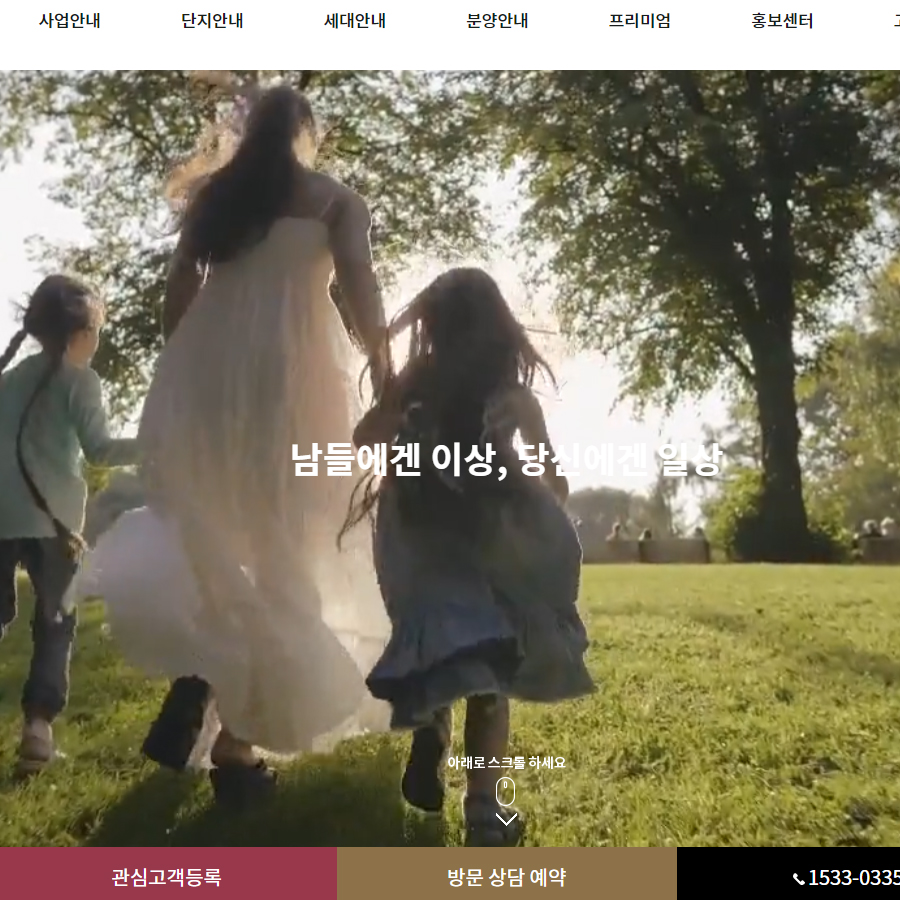 사업안내 단지안내 세대안내 분양안내 프리미엄 홍보센터
남들에겐 이상, 당신에겐 일상
아래로 스크롤 하세요
관심고객등록 방문 상담 예약 1533-0335